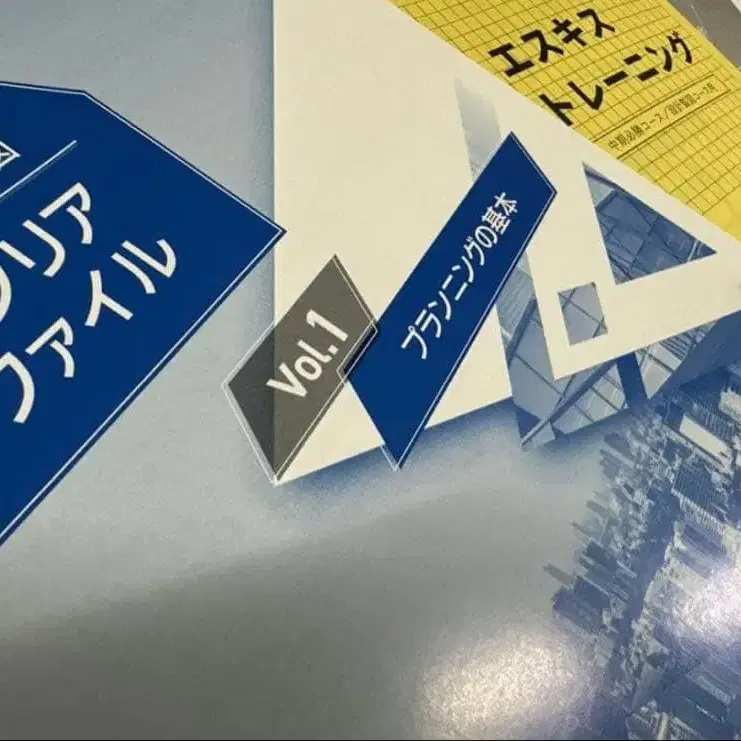 エスキス
トレーニング
クリア
ファイル
Vol.1
プランニングの基本